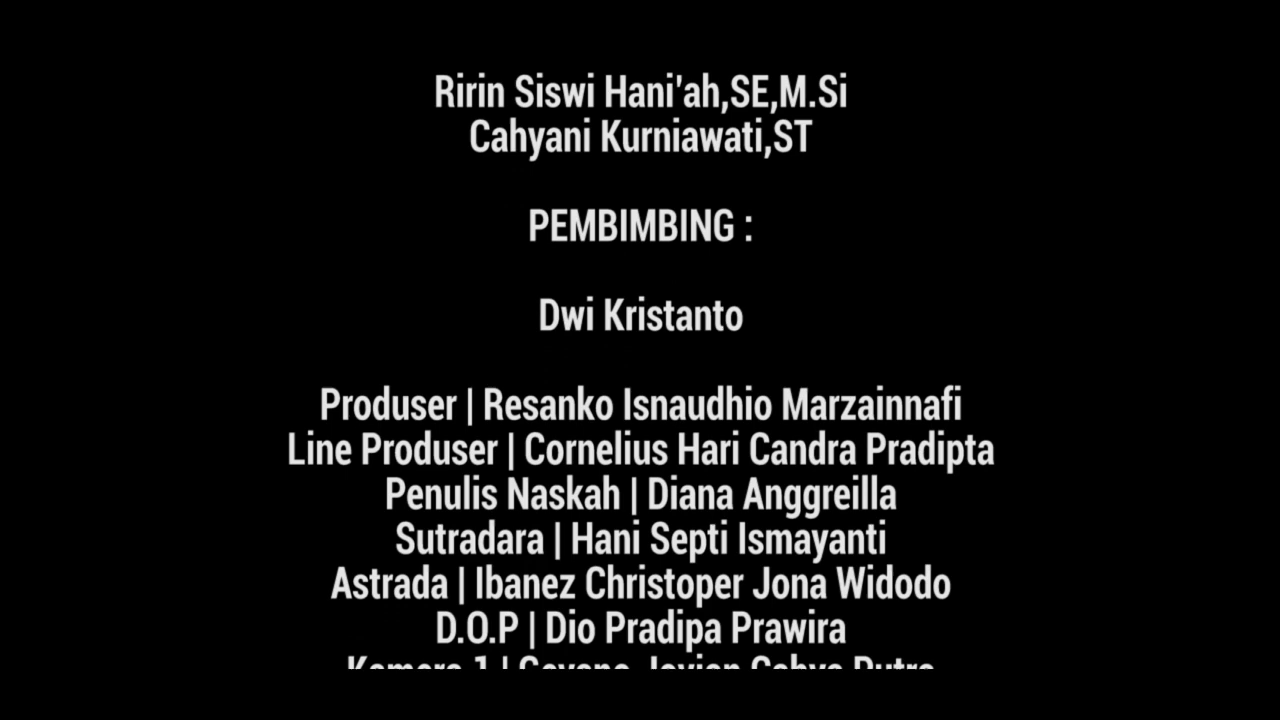 Ririn Siswi Hani'ah,SE,M.Si
Cahyani Kurniawati,ST
PEMBIMBING :
Dwi Kristanto
Produser | Resanko Isnaudhio Marzainnafi
Line Produser | Cornelius Hari Candra Pradipta
Penulis Naskah | Diana Anggreilla
Sutradara | Hani Septi Ismayanti
Astrada | Ibanez Christoper Jona Widodo
D.O.P | Dio Pradipa Prawira
Kamera 1 |